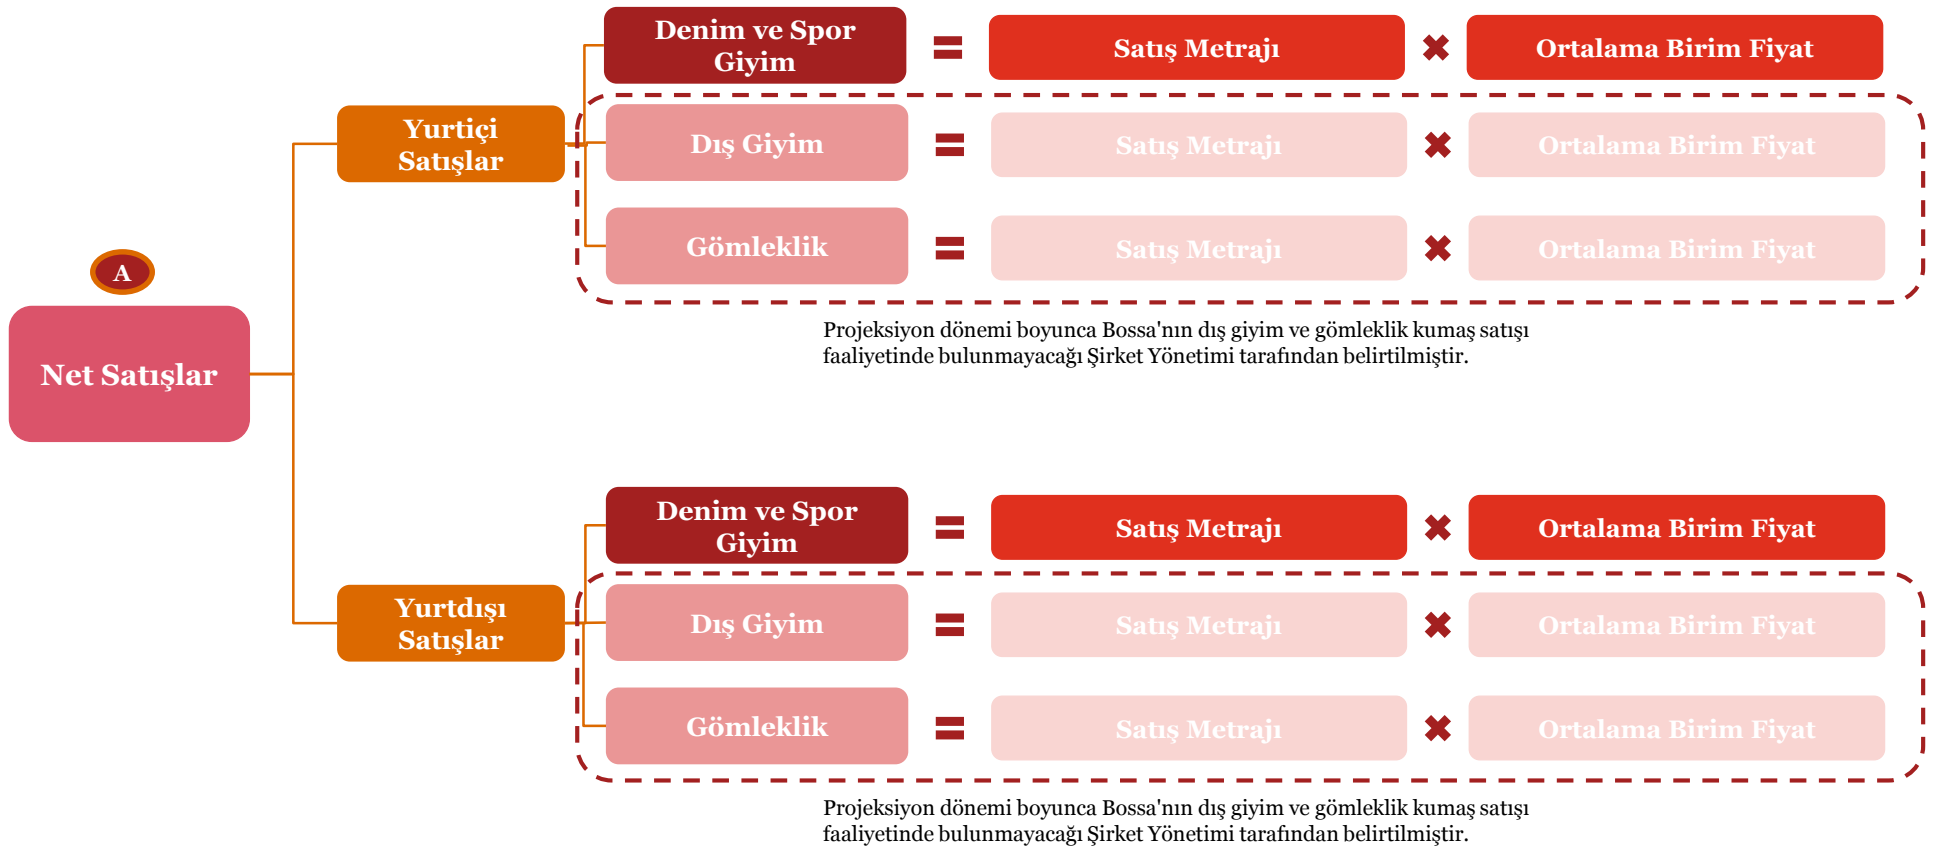 Denim ve Spor
Giyim
Satış Metrajı
Ortalama Birim Fiyat
Yurtiçi
Satışlar
Dış Giyim
Satış Metrajı
Ortalama Birim Fiyat
Gömleklik
Satış Metrajı
Ortalama Birim Fiyat
A
Projeksiyon dönemi boyunca Bossa'nın dış giyim ve gömleklik kumaş satışı
faaliyetinde bulunmayacağı Şirket Yönetimi tarafından belirtilmiştir.
Net Satışlar
Denim ve Spor
Giyim
Satış Metrajı
Ortalama Birim Fiyat
Yurtdışı
Satışlar
Dış Giyim
Satış Metrajı
Ortalama Birim Fiyat
Gömleklik
Satış Metrajı
Ortalama Birim Fiyat
Projeksiyon dönemi boyunca Bossa'nın dış giyim ve gömleklik kumaş satışı
faaliyetinde bulunmayacağı Şirket Yönetimi tarafından belirtilmiştir.